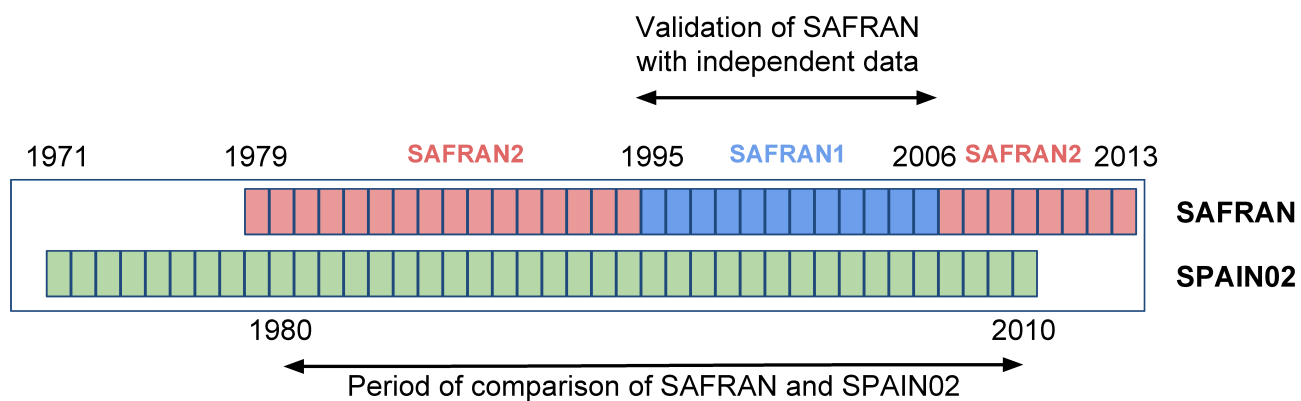 Validation of SAFRAN
with independent data
1971 1979 SAFRAN2 1995 SAFRAN1 2006 SAFRAN2 2013
SAFRAN
SPAIN02
1980 2010
Period of comparison of SAFRAN and SPAIN02